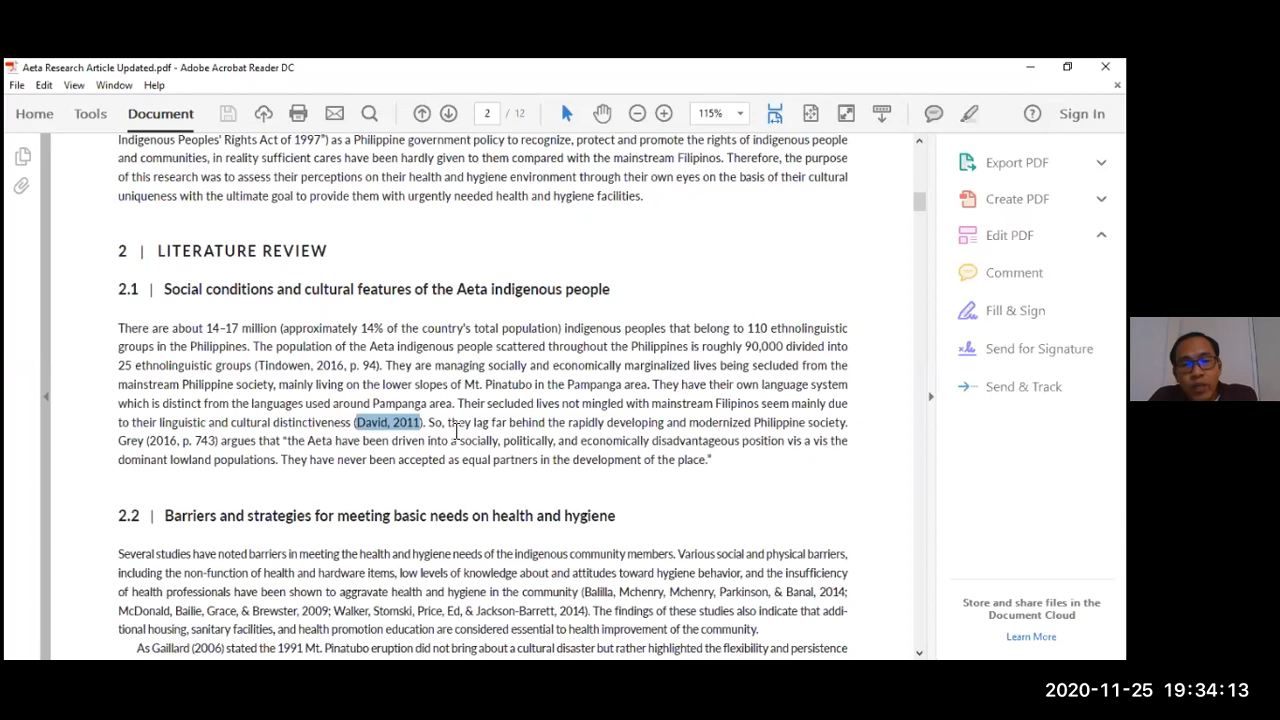 Aeta Research Article Updated.pdf - Adobe Acrobat Reader DC
File Edit View Window Help
Home Tools Document 2 / 12 115% Sign In
Indigenous Peoples' Rights Act of 1997") as a Philippine government policy to recognize, protect and promote the rights of indigenous people
and communities, in reality sufficient cares have been hardly given to them compared with the mainstream Filipinos. Therefore, the purpose
of this research was to assess their perceptions on their health and hygiene environment through their own eyes on the basis of their cultural
uniqueness with the ultimate goal to provide them with urgently needed health and hygiene facilities.
2 | LITERATURE REVIEW
2.1 | Social conditions and cultural features of the Aeta indigenous people
There are about 14–17 million (approximately 14% of the country's total population) indigenous peoples that belong to 110 ethnolinguistic
groups in the Philippines. The population of the Aeta indigenous people scattered throughout the Philippines is roughly 90,000 divided into
25 ethnolinguistic groups (Tindowen, 2016, p. 94). They are managing socially and economically marginalized lives being secluded from the
mainstream Philippine society, mainly living on the lower slopes of Mt. Pinatubo in the Pampanga area. They have their own language system
which is distinct from the languages used around Pampanga area. Their secluded lives not mingled with mainstream Filipinos seem mainly due
to their linguistic and cultural distinctiveness (David, 2011). So, they lag far behind the rapidly developing and modernized Philippine society.
Grey (2016, p. 743) argues that "the Aeta have been driven into a socially, politically, and economically disadvantageous position vis a vis the
dominant lowland populations. They have never been accepted as equal partners in the development of the place."
2.2 | Barriers and strategies for meeting basic needs on health and hygiene
Several studies have noted barriers in meeting the health and hygiene needs of the indigenous community members. Various social and physical barriers,
including the non-function of health and hardware items, low levels of knowledge about and attitudes toward hygiene behavior, and the insufficiency
of health professionals have been shown to aggravate health and hygiene in the community (Balilla, Mchenry, Mchenry, Parkinson, & Banal, 2014;
McDonald, Bailie, Grace, & Brewster, 2009; Walker, Stomski, Price, Ed, & Jackson-Barrett, 2014). The findings of these studies also indicate that addi-
tional housing, sanitary facilities, and health promotion education are considered essential to health improvement of the community.
As Gaillard (2006) stated the 1991 Mt. Pinatubo eruption did not bring about a cultural disaster but rather highlighted the flexibility and persistence
Export PDF
Create PDF
Edit PDF
Comment
Fill & Sign
Send for Signature
Send & Track
Store and share files in the
Document Cloud
Learn More
2020-11-25 19:34:13